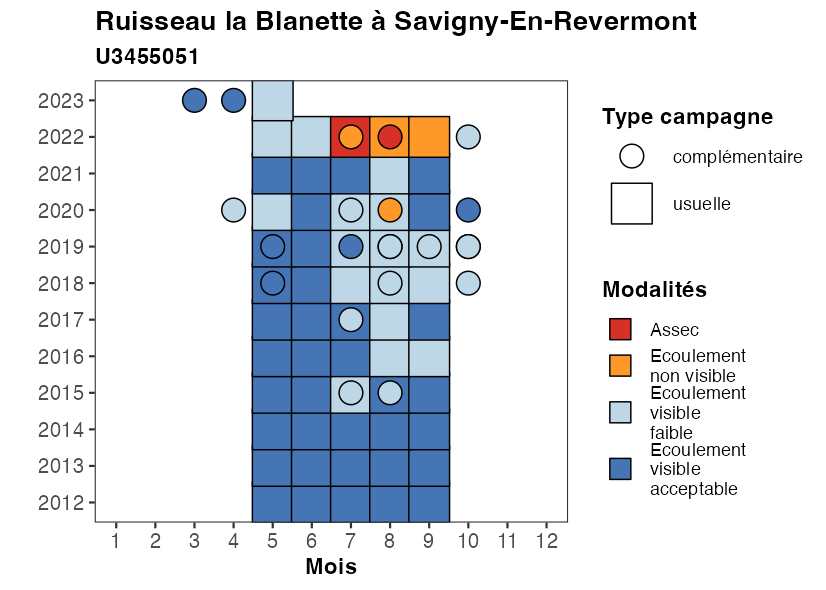 Ruisseau la Blanette à Savigny-En-Revermont
U3455051
2023
2022
2021
2020
2019
2018
2017
2016
2015
2014
2013
2012
1 2 3 4 5 6 7 8 9 10 11 12
Mois
Type campagne
complémentaire
usuelle
Modalités
Assec
Ecoulement
non visible
Ecoulement
visible
faible
Ecoulement
visible
acceptable